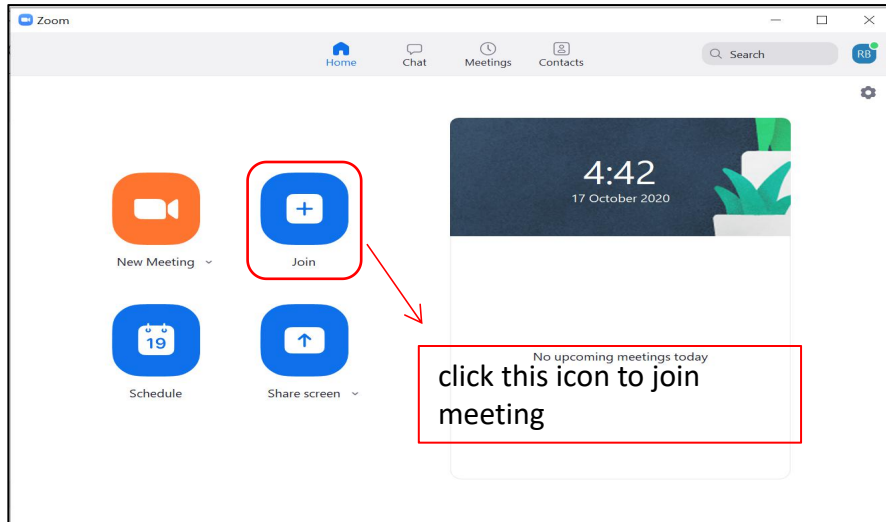 Zoom
Home
Chat
Meetings
Contacts
Search
RB
4:42
17 October 2020
New Meeting
Join
19
Schedule
Share screen
No upcoming meetings today
click this icon to join
meeting